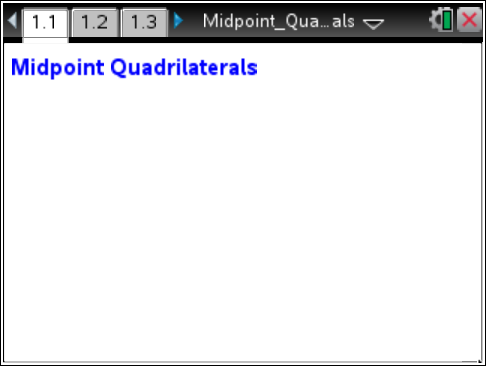 1.1 1.2 1.3 Midpoint_Qua...als
Midpoint Quadrilaterals